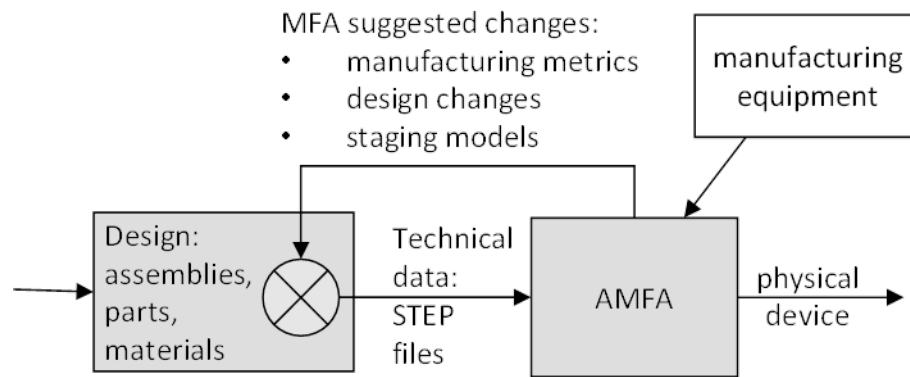 MFA suggested changes:
• manufacturing metrics
• design changes
• staging models
manufacturing
equipment
Design:
assemblies,
parts,
materials
Technical
data:
STEP
files
AMFA
physical
device